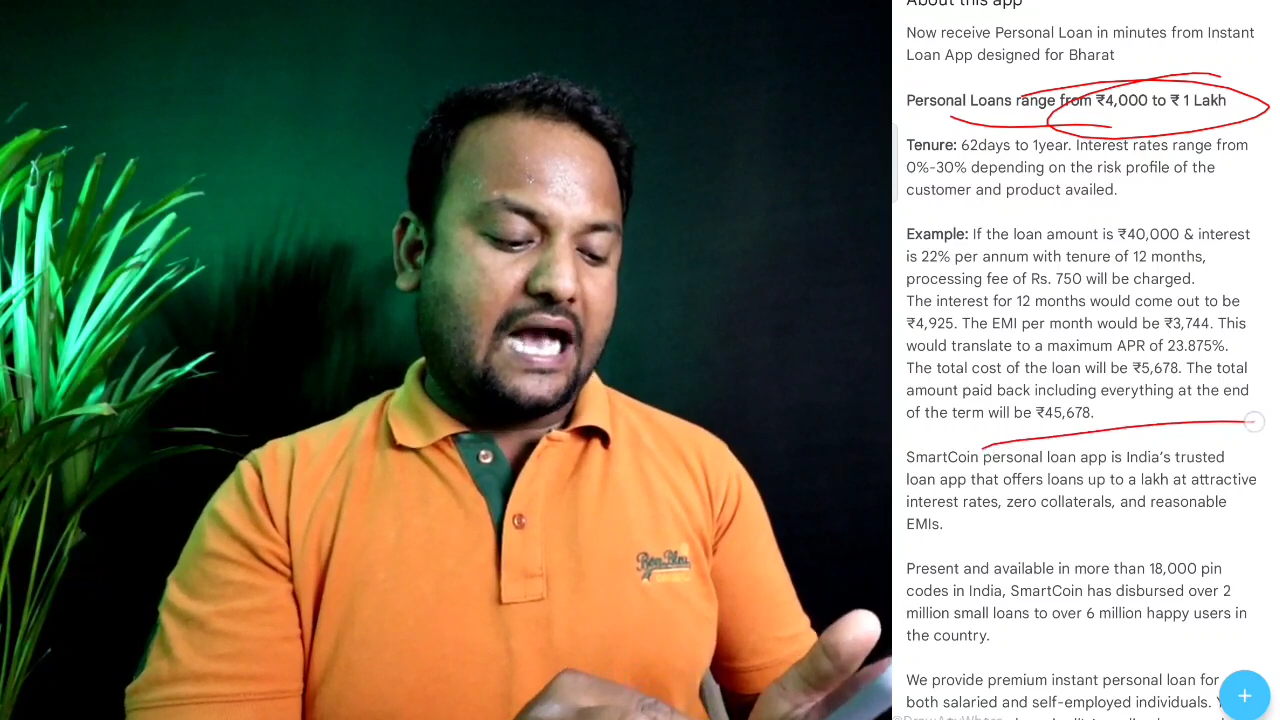 About this app
Now receive Personal Loan in minutes from Instant
Loan App designed for Bharat
Personal Loans range from ₹4,000 to ₹ 1 Lakh
Tenure: 62days to 1year. Interest rates range from
0%-30% depending on the risk profile of the
customer and product availed.
Example: If the loan amount is ₹40,000 & interest
is 22% per annum with tenure of 12 months,
processing fee of Rs. 750 will be charged.
The interest for 12 months would come out to be
₹4,925. The EMI per month would be ₹3,744. This
would translate to a maximum APR of 23.875%.
The total cost of the loan will be ₹5,678. The total
amount paid back including everything at the end
of the term will be ₹45,678.
SmartCoin personal loan app is India’s trusted
loan app that offers loans up to a lakh at attractive
interest rates, zero collaterals, and reasonable
EMIs.
Present and available in more than 18,000 pin
codes in India, SmartCoin has disbursed over 2
million small loans to over 6 million happy users in
the country.
We provide premium instant personal loan for
both salaried and self-employed individuals.